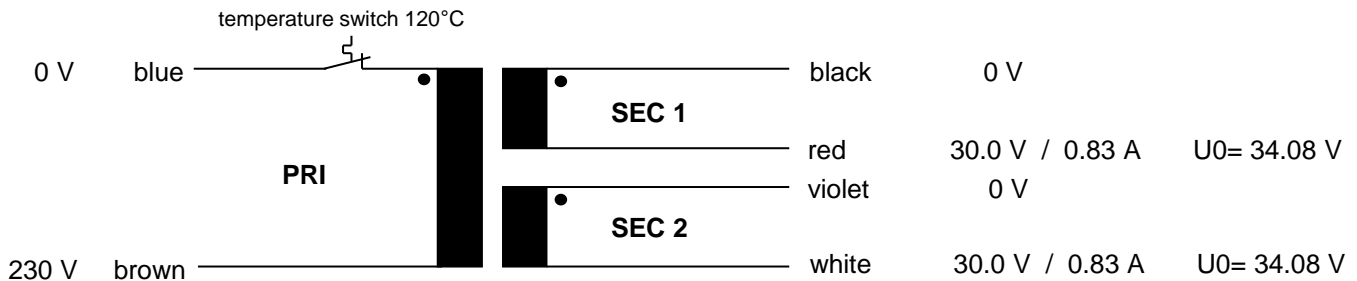 temperature switch 120°C
0 V blue black 0 V
SEC 1
red 30.0 V / 0.83 A U0= 34.08 V
PRI
violet 0 V
SEC 2
230 V brown white 30.0 V / 0.83 A U0= 34.08 V